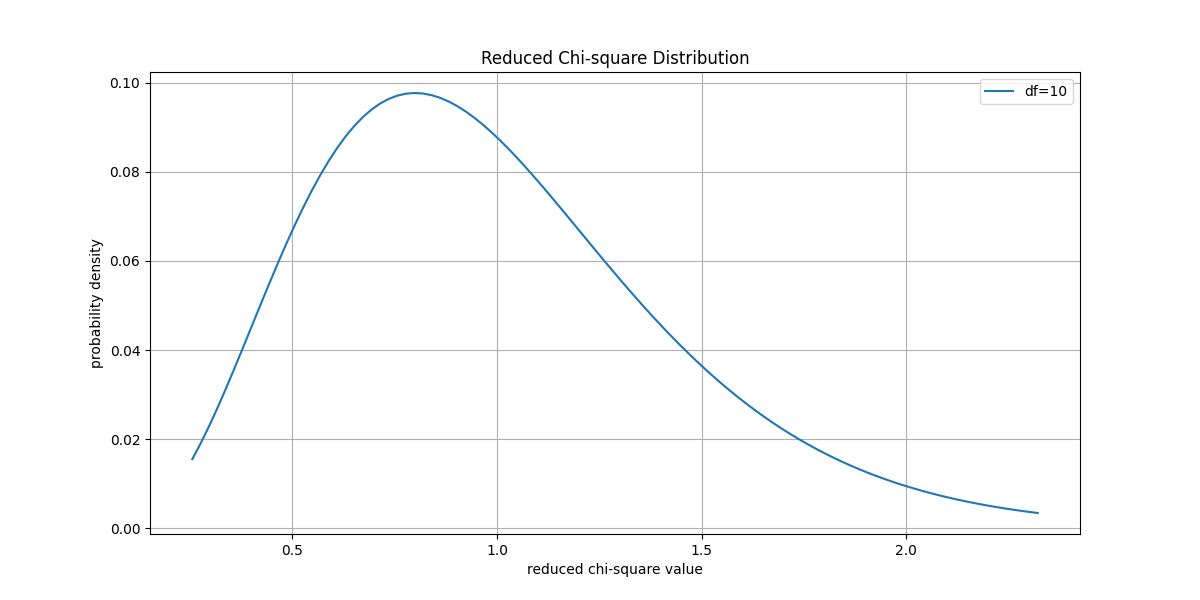 Reduced Chi-square Distribution
df=10
probability density
0.10
0.08
0.06
0.04
0.02
0.00
0.5 1.0 1.5 2.0
reduced chi-square value